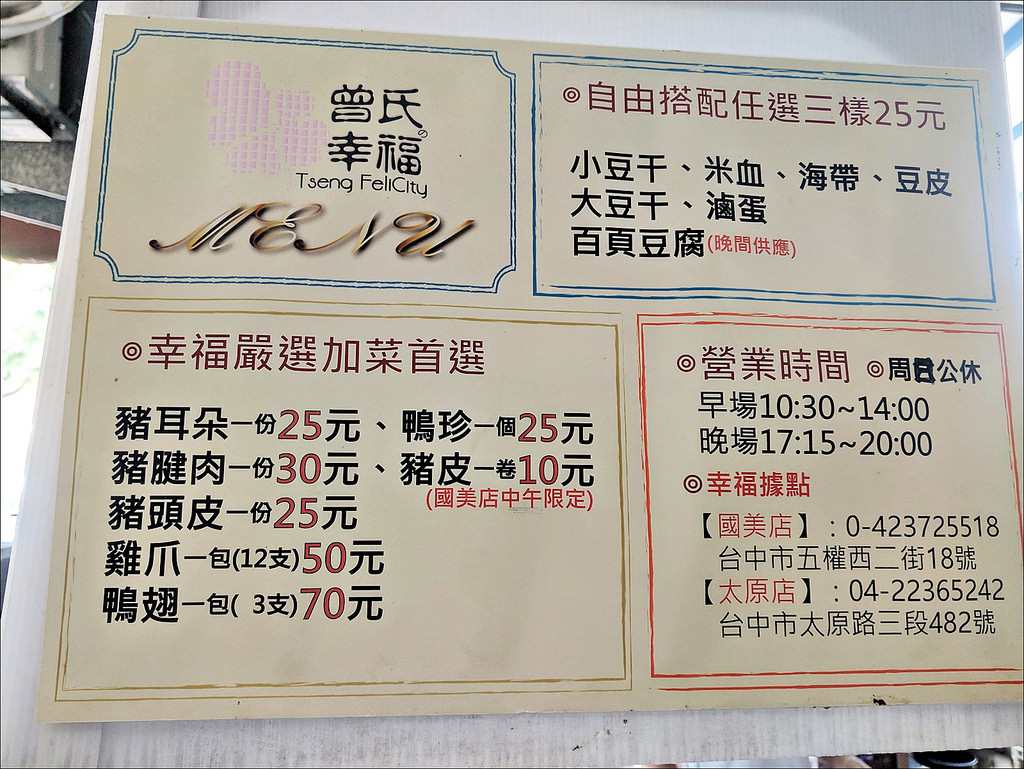 曾氏の
幸福
Tseng FeliCity
MENU
◎自由搭配任選三樣25元
小豆干、米血、海帶、豆皮
大豆干、滷蛋
百頁豆腐(晚間供應)
◎幸福嚴選加菜首選
豬耳朵一份25元、鴨珍一個25元
豬腱肉一份30元、豬皮一卷10元
(國美店中午限定)
豬頭皮一份25元
雞爪一包(12支)50元
鴨翅一包( 3支)70元
◎營業時間 ◎周公休
早場10:30~14:00
晚場17:15~20:00
◎幸福據點
【國美店】：0-423725518
台中市五權西二街18號
【太原店】：04-22365242
台中市太原路三段482號